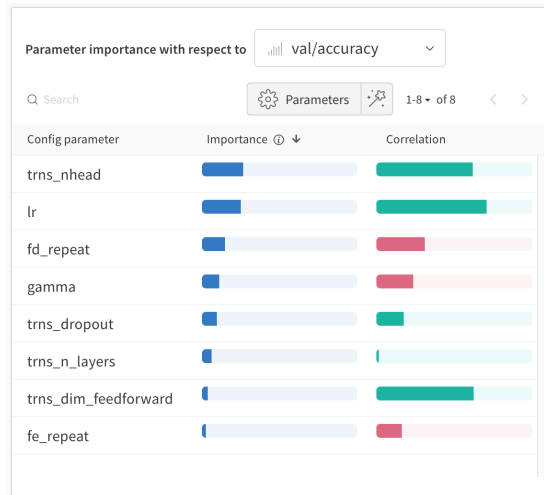 Parameter importance with respect to val/accuracy
Search Parameters 1-8 of 8
Config parameter Importance Correlation
trns_nhead
lr
fd_repeat
gamma
trns_dropout
trns_n_layers
trns_dim_feedforward
fe_repeat